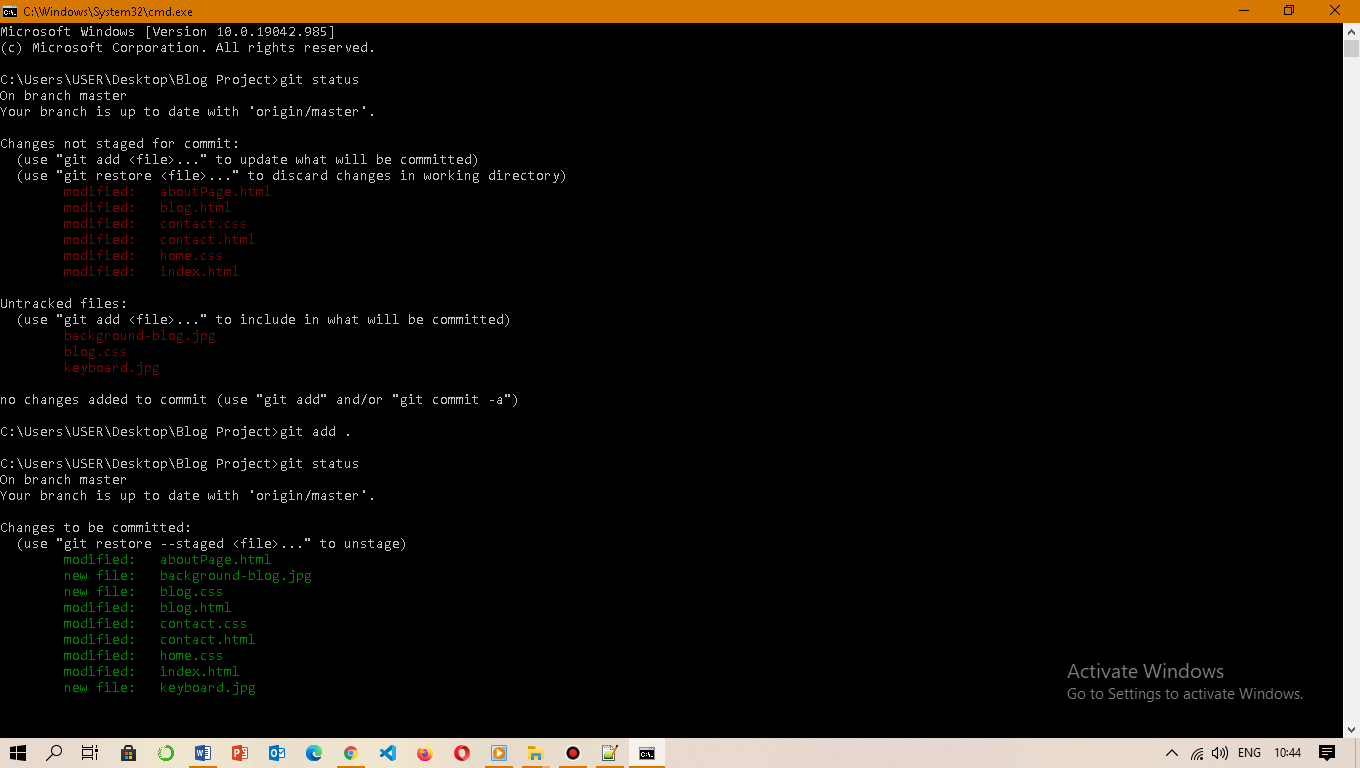 C:\Windows\System32\cmd.exe
Microsoft Windows [Version 10.0.19042.985]
(c) Microsoft Corporation. All rights reserved.
C:\Users\USER\Desktop\Blog Project>git status
On branch master
Your branch is up to date with 'origin/master'.
Changes not staged for commit:
  (use "git add <file>..." to update what will be committed)
  (use "git restore <file>..." to discard changes in working directory)
        modified:   aboutPage.html
        modified:   blog.html
        modified:   contact.css
        modified:   contact.html
        modified:   home.css
        modified:   index.html
Untracked files:
  (use "git add <file>..." to include in what will be committed)
        background-blog.jpg
        blog.css
        keyboard.jpg
no changes added to commit (use "git add" and/or "git commit -a")
C:\Users\USER\Desktop\Blog Project>git add .
C:\Users\USER\Desktop\Blog Project>git status
On branch master
Your branch is up to date with 'origin/master'.
Changes to be committed:
  (use "git restore --staged <file>..." to unstage)
        modified:   aboutPage.html
        new file:   background-blog.jpg
        new file:   blog.css
        modified:   blog.html
        modified:   contact.css
        modified:   contact.html
        modified:   home.css
        modified:   index.html
        new file:   keyboard.jpg
Activate Windows
Go to Settings to activate Windows.
ENG 10:44